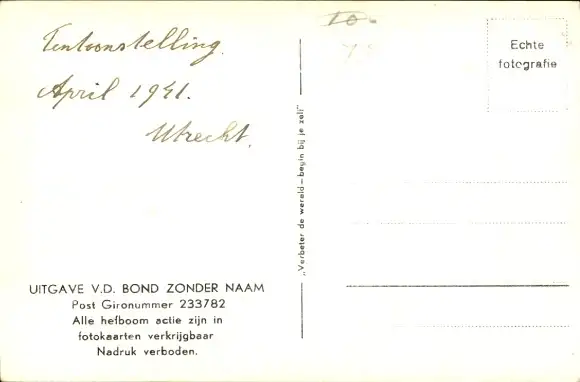 Tentoonstelling.
April 1941.
Utrecht.
UITGAVE V.D. BOND ZONDER NAAM
Post Gironummer 233782
Alle hefboom actie zijn in
fotokaarten verkrijgbaar
Nadruk verboden.
„Verbeter de wereld – begin bij je zelf"
Echte
fotografie